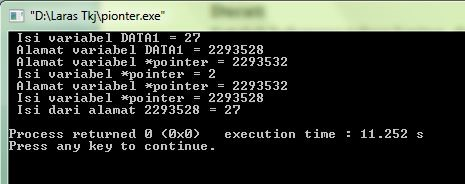 "D:\Laras Tkj\pionter.exe"
Isi variabel DATA1 = 27
Alamat variabel DATA1 = 2293528
Alamat variabel *pointer = 2293532
Isi variabel *pointer = 2
Alamat variabel *pointer = 2293532
Isi variabel *pointer = 2293528
Isi dari alamat 2293528 = 27
Process returned 0 (0x0)   execution time : 11.252 s
Press any key to continue.